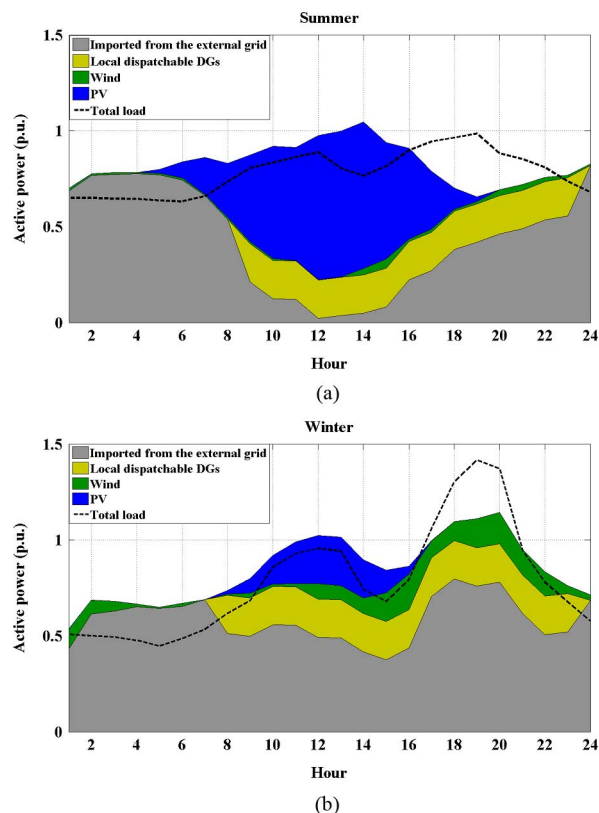 Summer
1.5
Imported from the external grid
Local dispatchable DGs
Wind
PV
Total load
1
0.5
0
Active power (p.u.)
2 4 6 8 10 12 14 16 18 20 22 24
Hour
(a)
Winter
1.5
Imported from the external grid
Local dispatchable DGs
Wind
PV
Total load
1
0.5
0
Active power (p.u.)
2 4 6 8 10 12 14 16 18 20 22 24
Hour
(b)